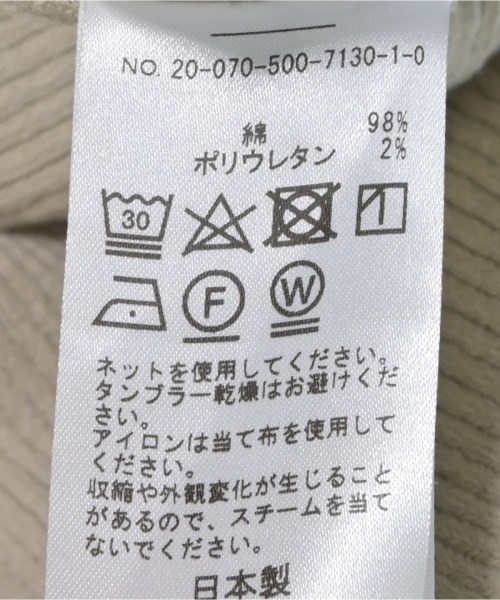 NO. 20-070-500-7130-1-0
綿 98%
ポリウレタン 2%
30
F W
ネットを使用してください。
タンブラー乾燥はお避けくだ
さい。
アイロンは当て布を使用して
ください。
収縮や外観変化が生じること
があるので、スチームを当て
ないでください。
日本製